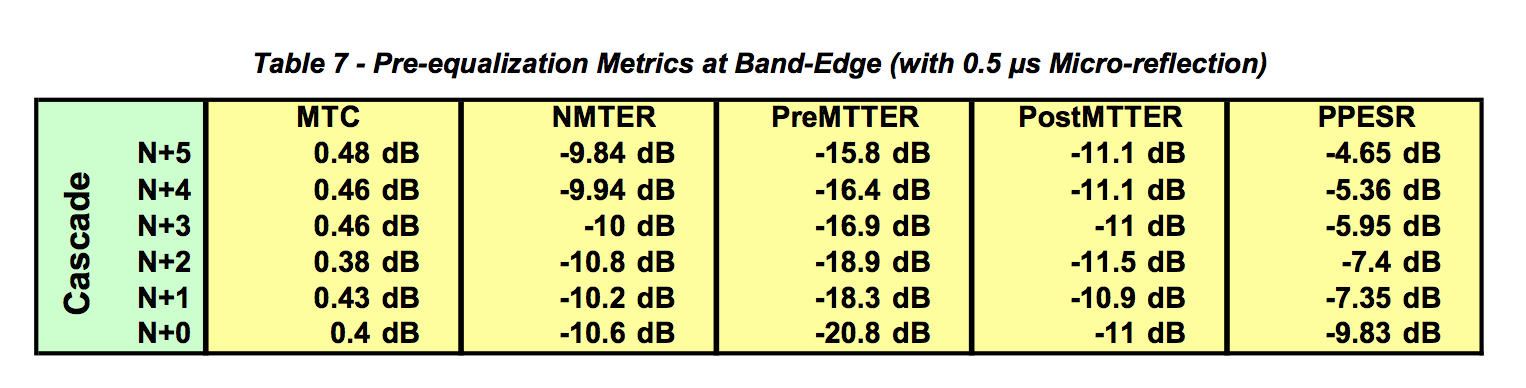 Table 7 - Pre-equalization Metrics at Band-Edge (with 0.5 µs Micro-reflection)
Cascade
MTC NMTER PreMTTER PostMTTER PPESR
N+5 0.48 dB -9.84 dB -15.8 dB -11.1 dB -4.65 dB
N+4 0.46 dB -9.94 dB -16.4 dB -11.1 dB -5.36 dB
N+3 0.46 dB -10 dB -16.9 dB -11 dB -5.95 dB
N+2 0.38 dB -10.8 dB -18.9 dB -11.5 dB -7.4 dB
N+1 0.43 dB -10.2 dB -18.3 dB -10.9 dB -7.35 dB
N+0 0.4 dB -10.6 dB -20.8 dB -11 dB -9.83 dB